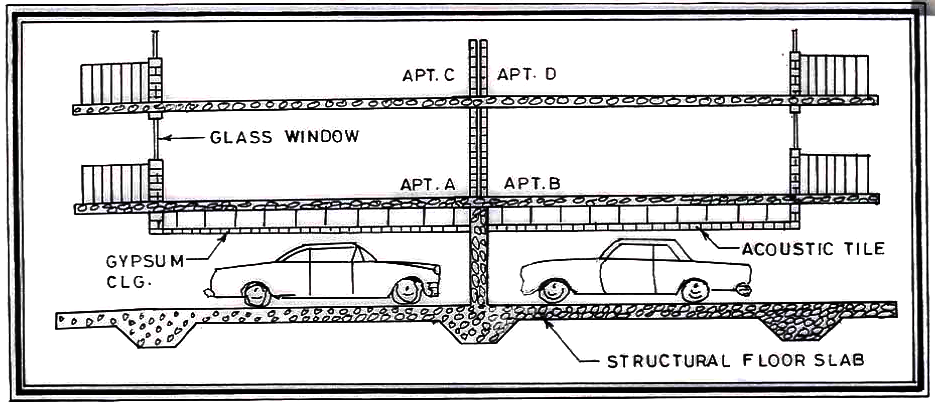 APT. C
APT. D
GLASS WINDOW
APT. A
APT. B
GYPSUM
CLG.
ACOUSTIC TILE
STRUCTURAL FLOOR SLAB